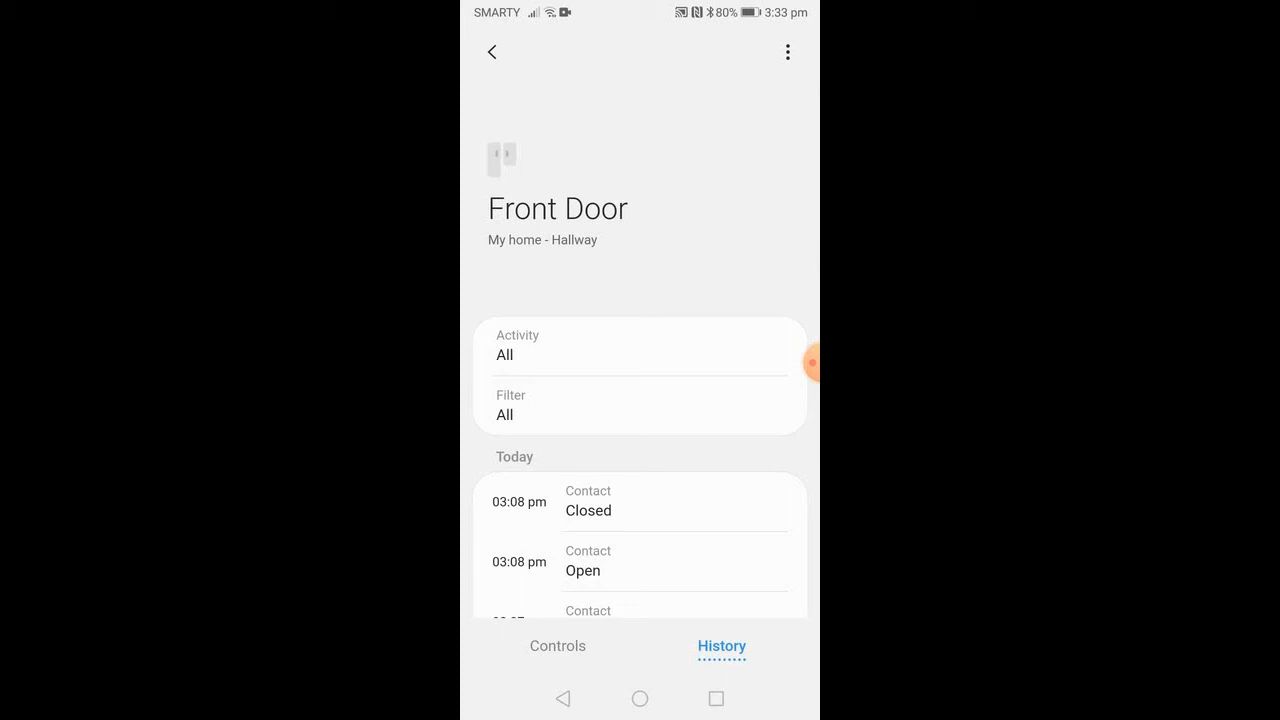 SMARTY 80% 3:33 pm
Front Door
My home - Hallway
Activity
All
Filter
All
Today
Contact
03:08 pm
Closed
Contact
03:08 pm
Open
Contact
Controls History